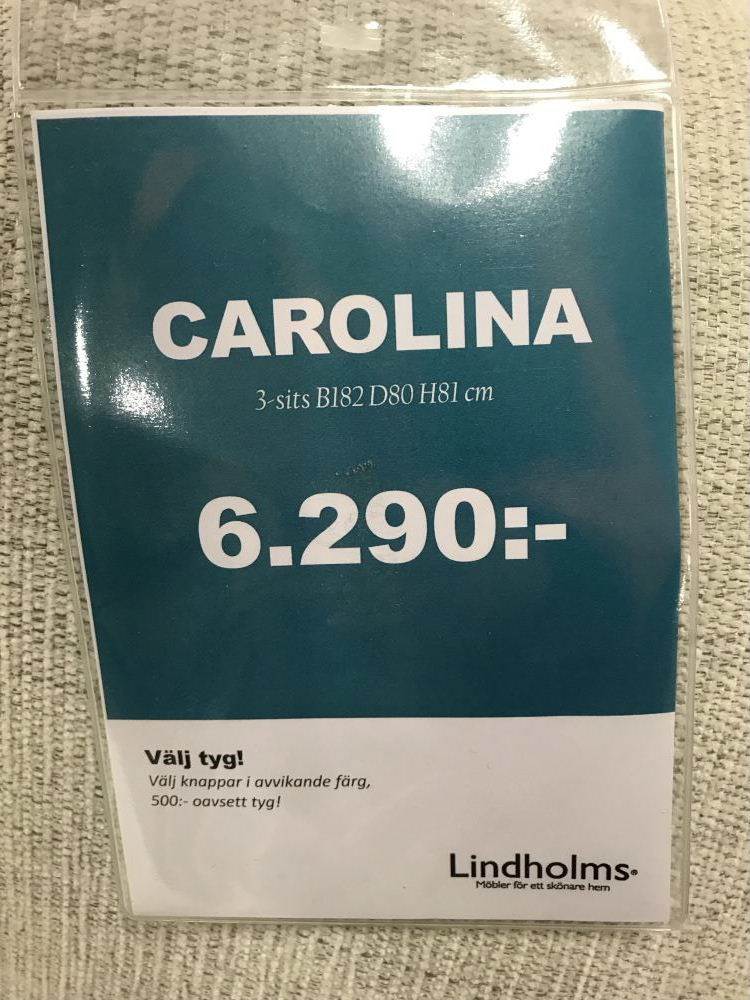 CAROLINA
3-sits B182 D80 H81 cm
6.290:-
Välj tyg!
Välj knappar i avvikande färg,
500:- oavsett tyg!
Lindholms®
Möbler för ett skönare hem